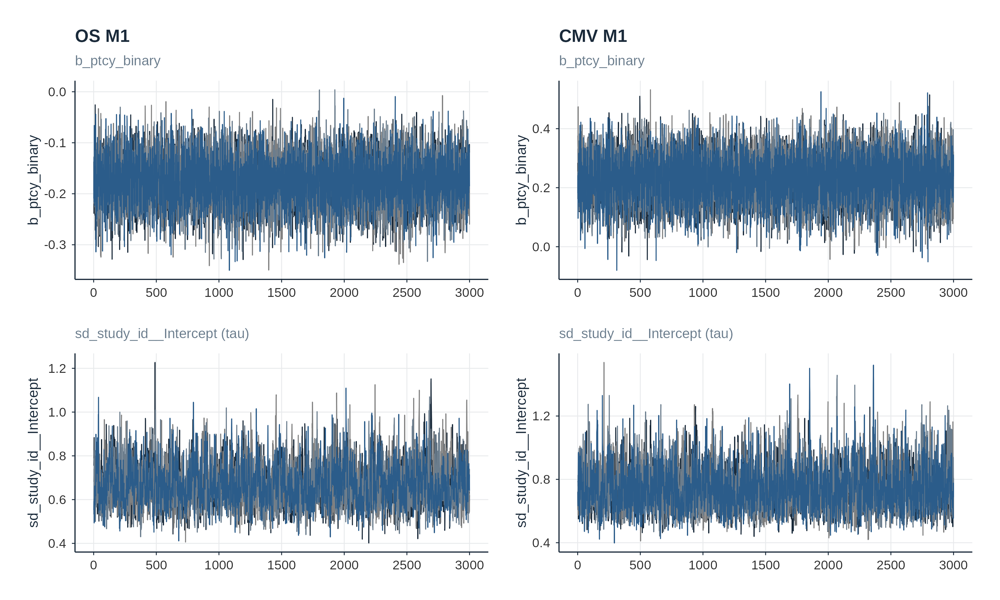 OS M1
b_ptcy_binary
b_ptcy_binary
0.0
-0.1
-0.2
-0.3
0 500 1000 1500 2000 2500 3000
CMV M1
b_ptcy_binary
b_ptcy_binary
0.4
0.2
0.0
0 500 1000 1500 2000 2500 3000
sd_study_id__Intercept (tau)
sd_study_id__Intercept
1.2
1.0
0.8
0.6
0.4
0 500 1000 1500 2000 2500 3000
sd_study_id__Intercept (tau)
sd_study_id__Intercept
1.2
0.8
0.4
0 500 1000 1500 2000 2500 3000